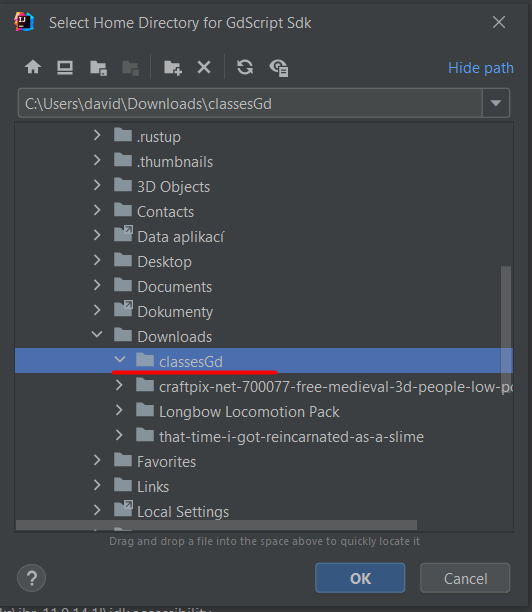 Select Home Directory for GdScript Sdk
Hide path
C:\Users\david\Downloads\classesGd
.rustup
.thumbnails
3D Objects
Contacts
Data aplikací
Desktop
Documents
Dokumenty
Downloads
classesGd
craftpix-net-700077-free-medieval-3d-people-low-po
Longbow Locomotion Pack
that-time-i-got-reincarnated-as-a-slime
Favorites
Links
Local Settings
Drag and drop a file into the space above to quickly locate it
?
OK
Cancel